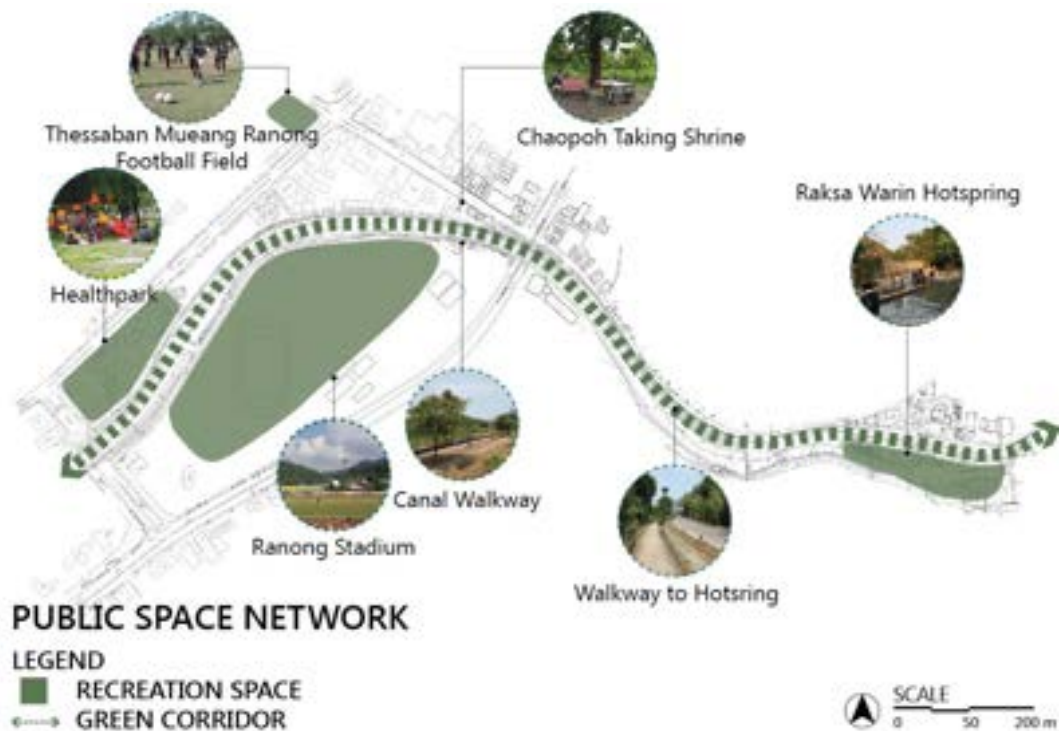 Thessaban Mueang Ranong
Football Field
Chaopoh Taking Shrine
Raksa Warin Hotspring
Healthpark
Canal Walkway
Ranong Stadium
Walkway to Hotsring
PUBLIC SPACE NETWORK
LEGEND
RECREATION SPACE
GREEN CORRIDOR
SCALE
0 50 200 m